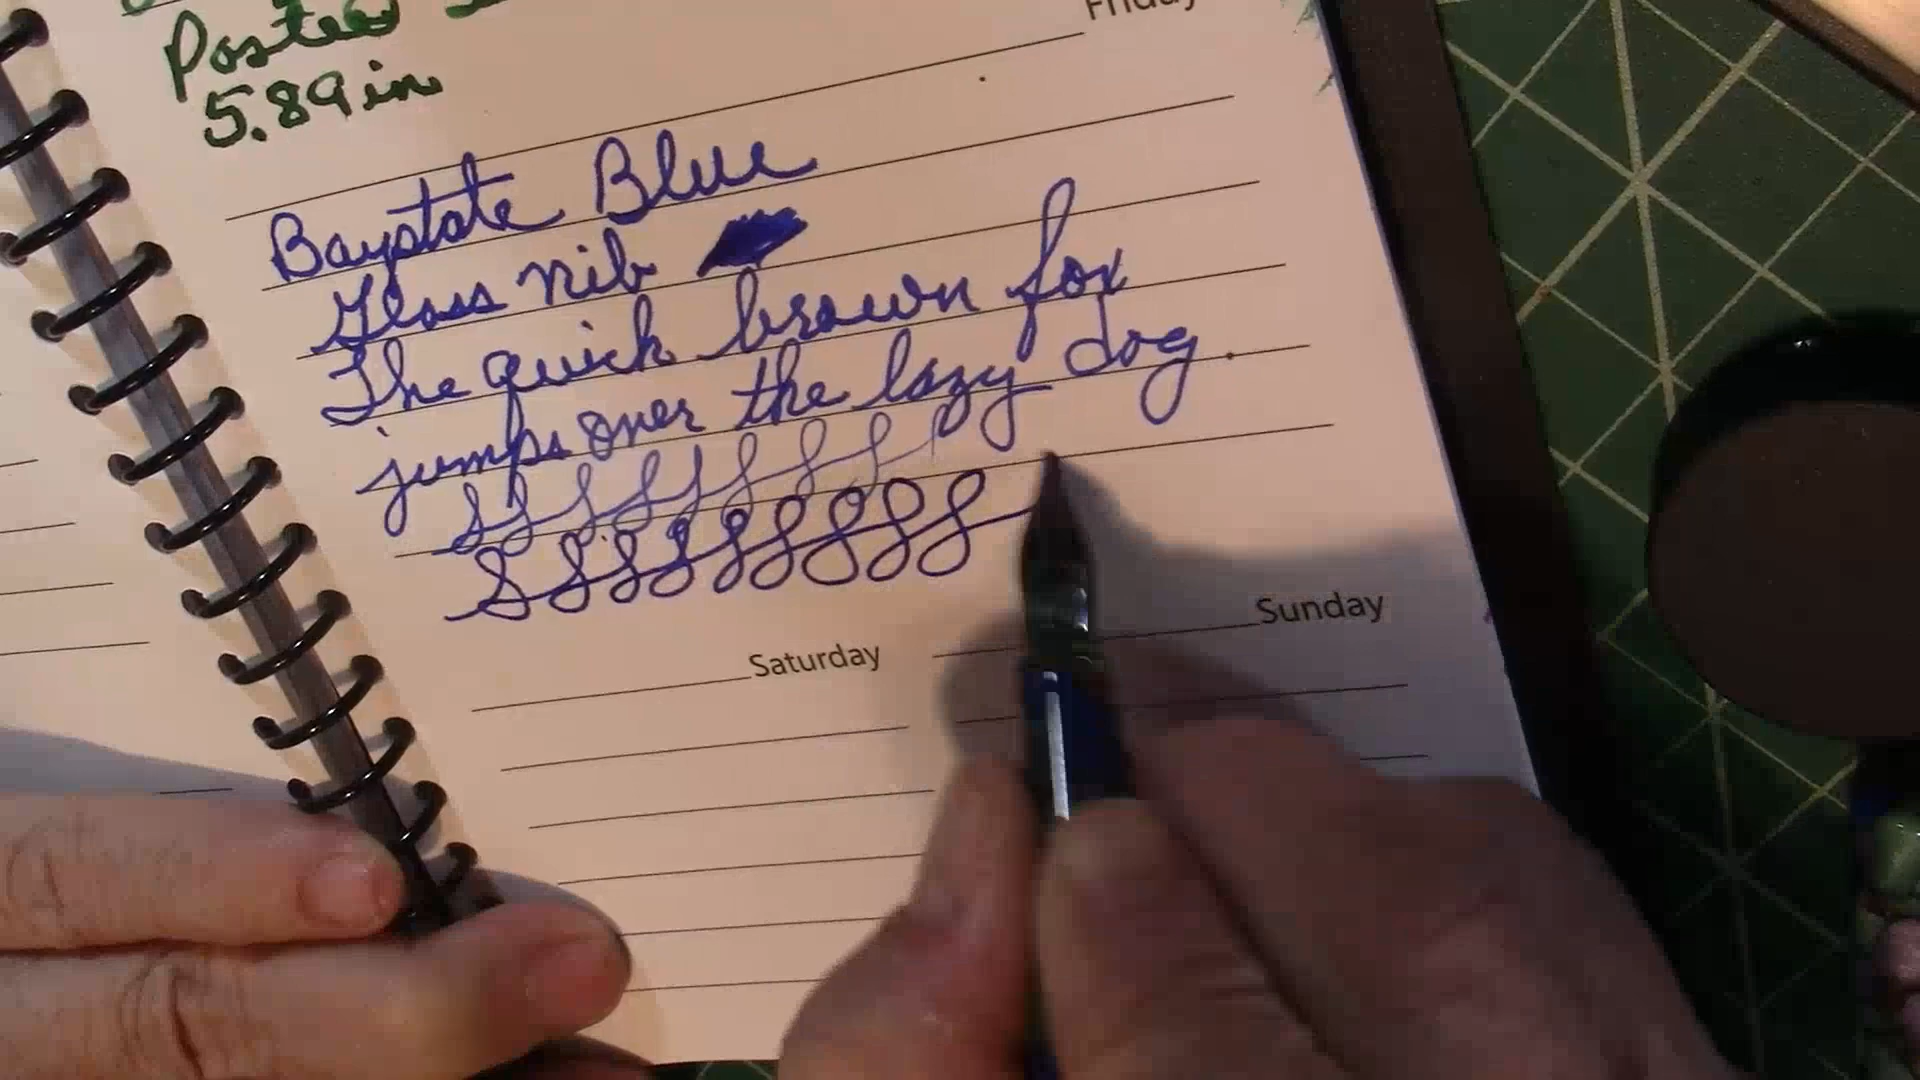 Posted
5.89 in
Friday
Baystate Blue
Glass nib
The quick brown fox
jumps over the lazy dog.
Saturday
Sunday